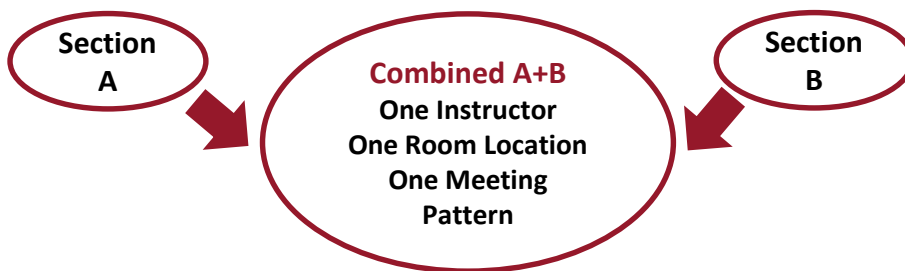 Section
A
Combined A+B
One Instructor
One Room Location
One Meeting
Pattern
Section
B